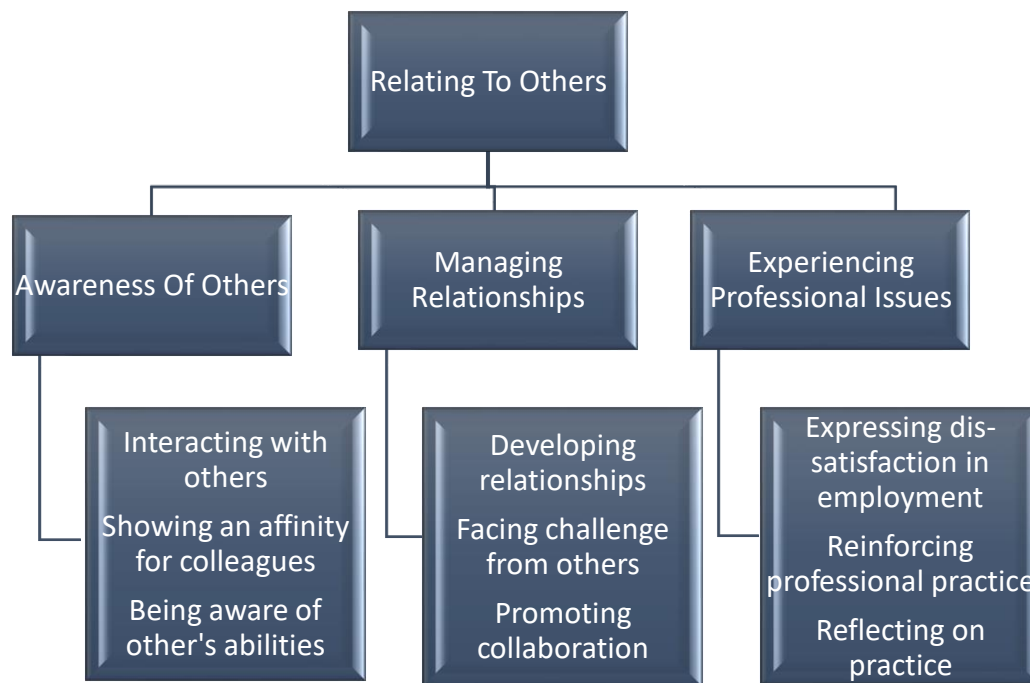 Relating To
Others
Awareness Of Others
Managing
Relationships
Experiencing
Professional Issues
Interacting with
others
Showing an affinity
for colleagues
Being aware of
other's abilities
Developing
relationships
Facing challenge
from others
Promoting
collaboration
Expressing dis-
satisfaction in
employment
Reinforcing
professional practice
Reflecting on
practice